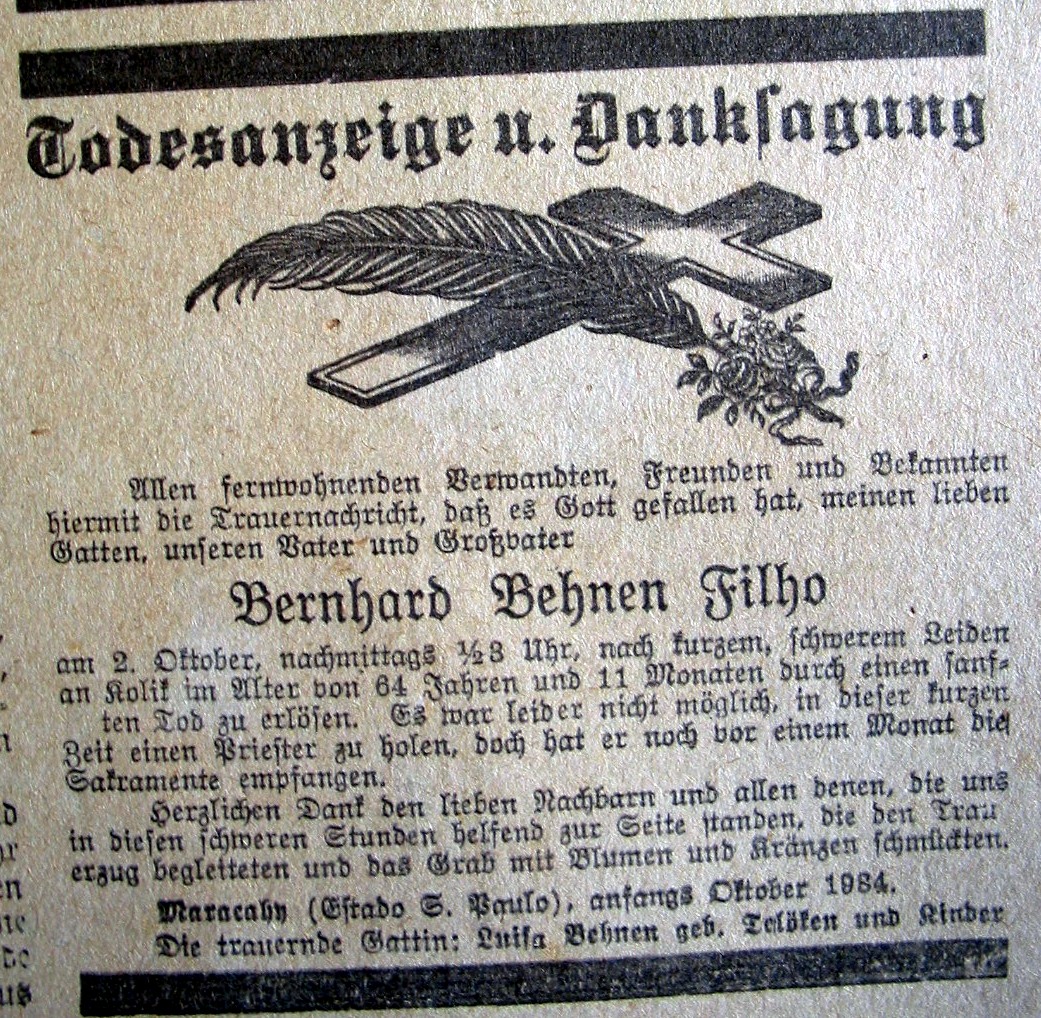 Todesanzeige u. Dankſagung
Allen fernwohnenden Verwandten, Freunden und Bekannten
hiermit die Trauernachricht, daß es Gott gefallen hat, meinen lieben
Gatten, unſeren Vater und Großvater
Bernhard Behnen Filho
am 2. Oktober, nachmittags ½3 Uhr, nach kurzem, ſchwerem Leiden
an Kolik im Alter von 64 Jahren und 11 Monaten durch einen ſanf-
ten Tod zu erlöſen. Es war leider nicht möglich, in dieſer kurzen
Zeit einen Prieſter zu holen, doch hat er noch vor einem Monat die
Sakramente empfangen.
Herzlichen Dank den lieben Nachbarn und allen denen, die uns
in dieſen ſchweren Stunden helfend zur Seite ſtanden, die den Trau
erzug begleiteten und das Grab mit Blumen und Kränzen ſchmückten.
Maracahy (Eſtado S. Paulo), anfangs Oktober 1934.
Die trauernde Gattin: Luiſa Behnen geb. Telöken und Kinder